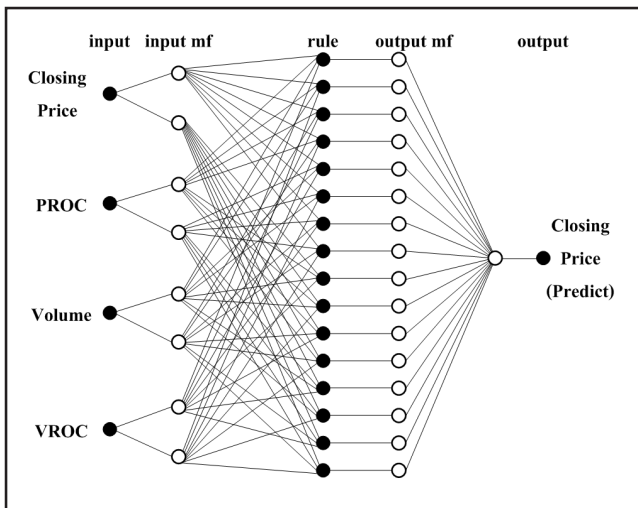 input input mf rule output mf output
Closing
Price
PROC
Volume
VROC
Closing
Price
(Predict)